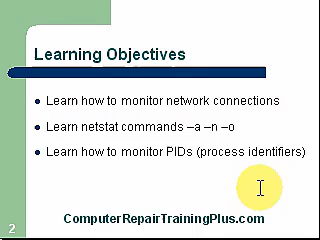 Learning Objectives
Learn how to monitor network connections
Learn netstat commands –a –n –o
Learn how to monitor PIDs (process identifiers)
ComputerRepairTrainingPlus.com
2